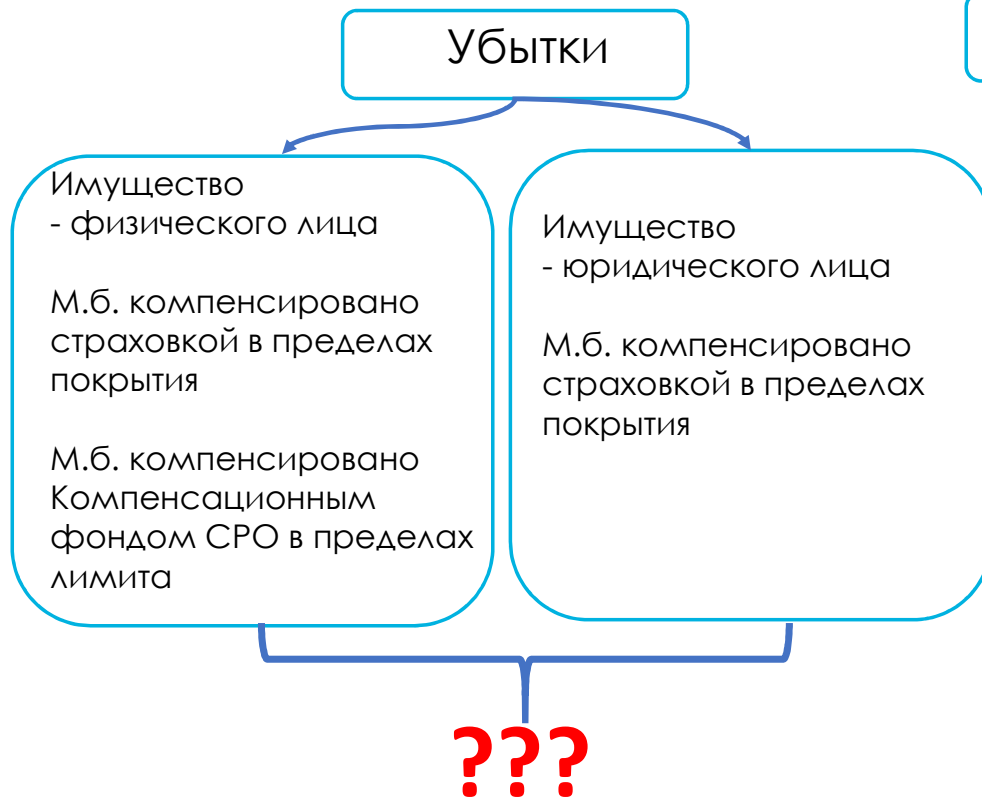 Убытки
Имущество
- физического лица
М.б. компенсировано
страховкой в пределах
покрытия
М.б. компенсировано
Компенсационным
фондом СРО в пределах
лимита
Имущество
- юридического лица
М.б. компенсировано
страховкой в пределах
покрытия
???